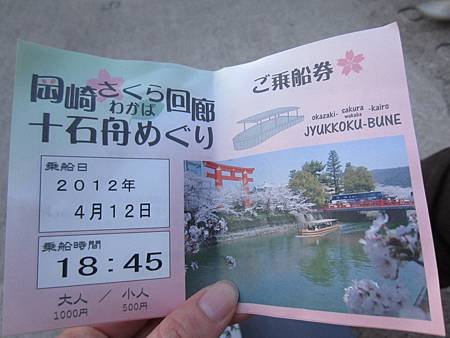 岡崎さくら回廊
わかば
十石舟めぐり
乗船日
2012年
4月12日
乗船時間
18:45
大人 / 小人
1000円 500円
ご乗船券
okazaki- sakura -kairo
wakaba
JYUKKOKU-BUNE